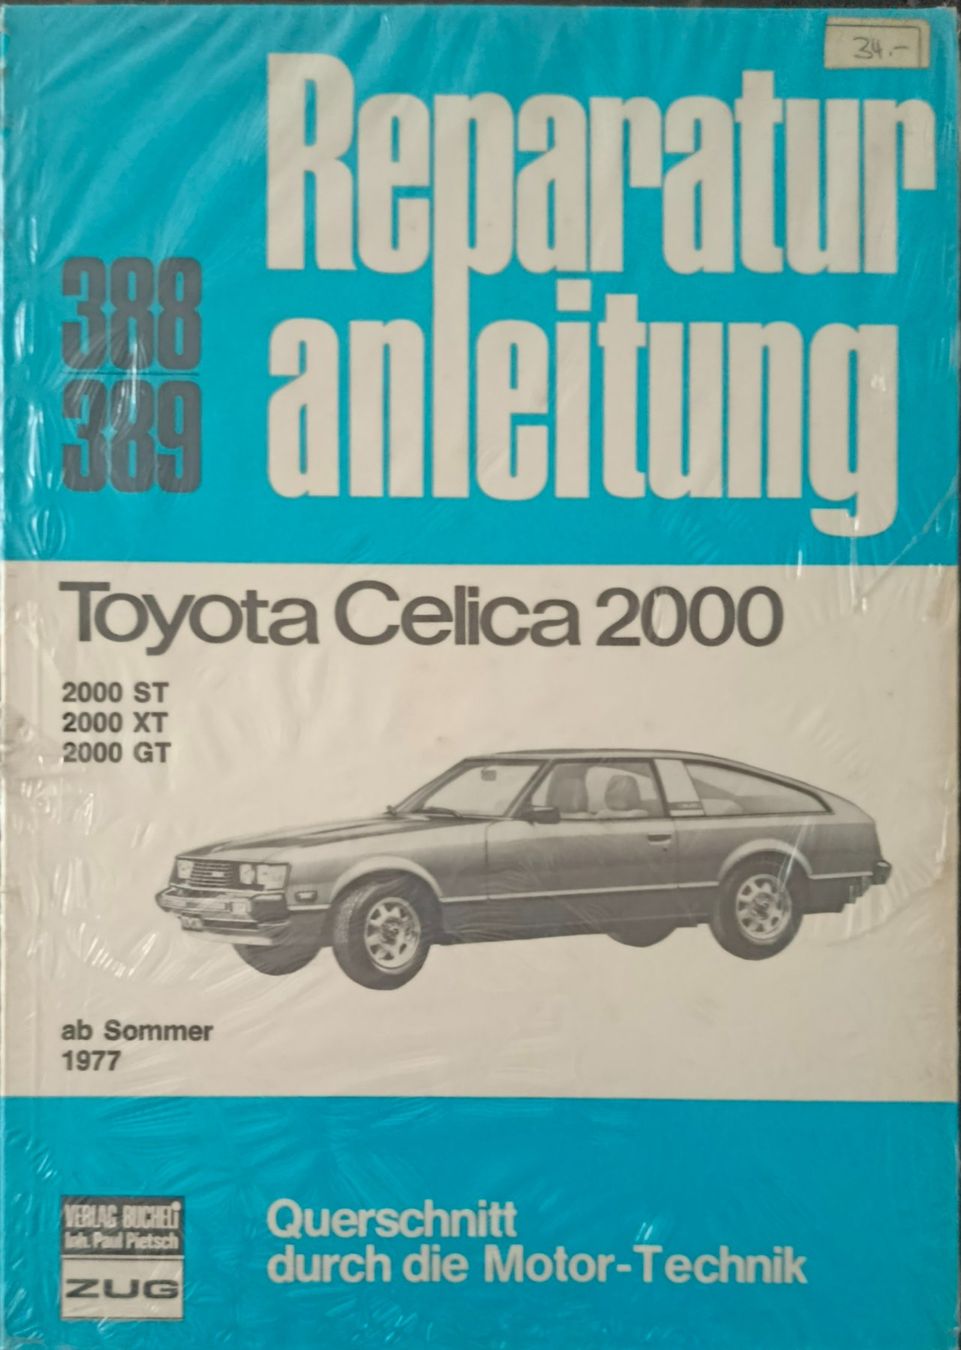 34.-
Reparatur
anleitung
388
389
Toyota Celica 2000
2000 ST
2000 XT
2000 GT
ab Sommer
1977
VERLAG BUCHELI
Inh. Paul Pietsch
ZUG
Querschnitt
durch die Motor-Technik